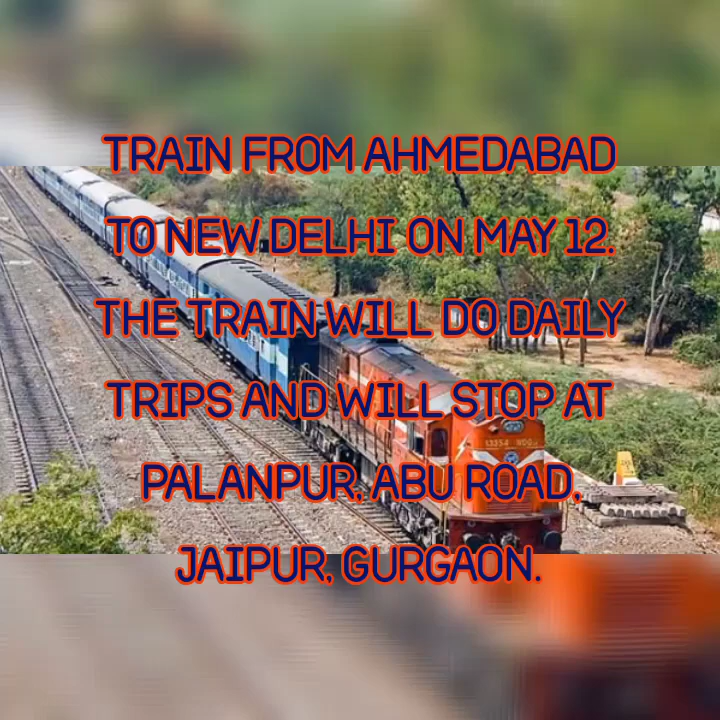 TRAIN FROM AHMEDABAD
TO NEW DELHI ON MAY 12.
THE TRAIN WILL DO DAILY
TRIPS AND WILL STOP AT
PALANPUR, ABU ROAD,
JAIPUR, GURGAON.